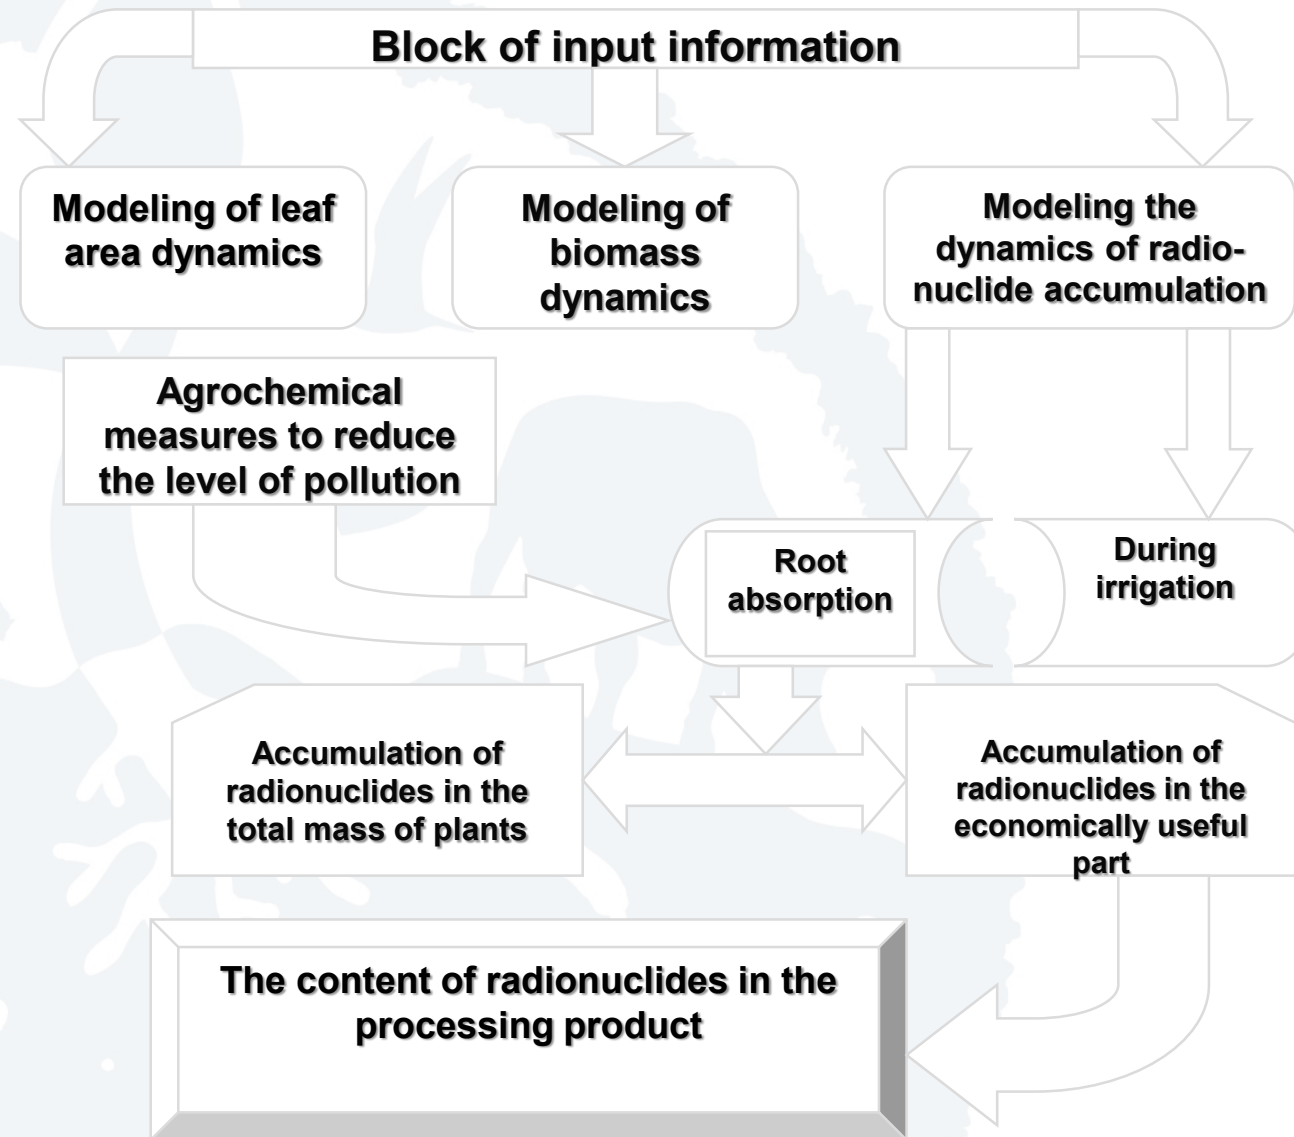 Block of input information
Modeling of leaf
area dynamics
Modeling of
biomass
dynamics
Modeling the
dynamics of radio-
nuclide accumulation
Agrochemical
measures to reduce
the level of pollution
Root
absorption
During
irrigation
Accumulation of
radionuclides in the
total mass of plants
Accumulation of
radionuclides in the
economically useful
part
The content of radionuclides in the
processing product